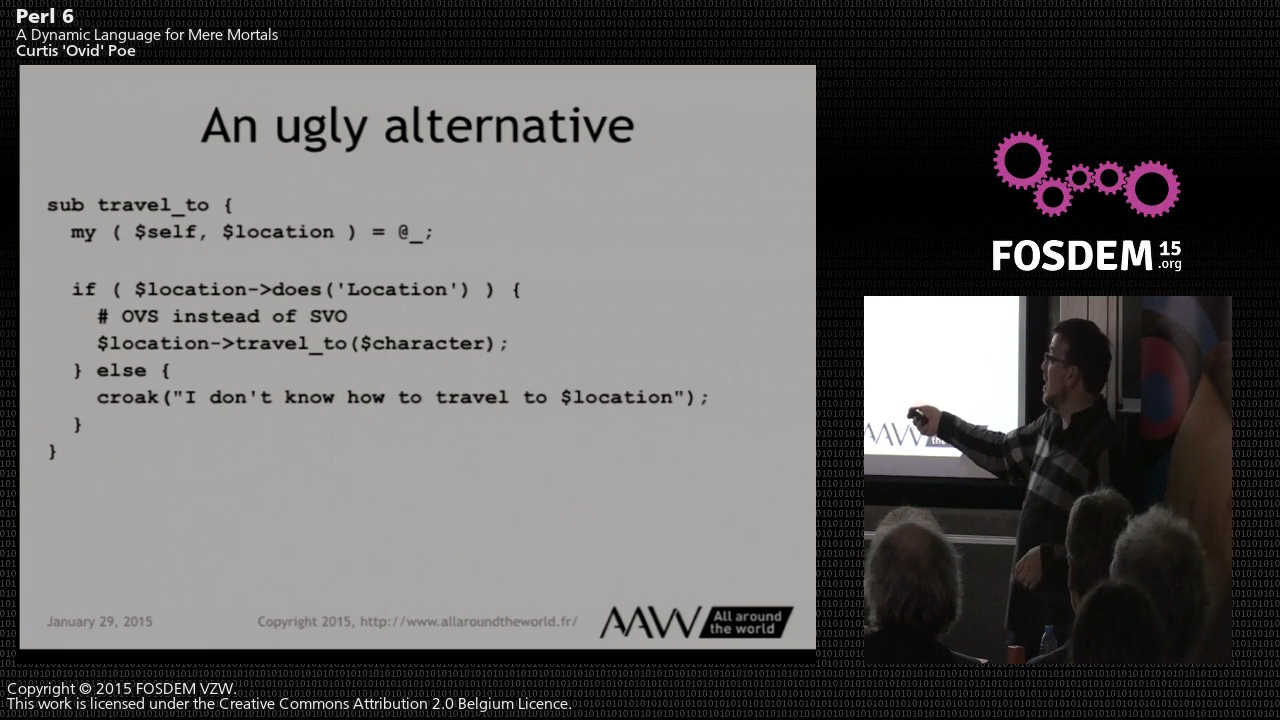 Perl 6
A Dynamic Language for Mere Mortals
Curtis 'Ovid' Poe
An ugly alternative
sub travel_to {
my ( $self, $location ) = @_;
if ( $location->does('Location') ) {
# OVS instead of SVO
$location->travel_to($character);
} else {
croak("I don't know how to travel to $location");
}
}
January 29, 2015
Copyright 2015, http://www.allaroundtheworld.fr/
AAW All around
the world
FOSDEM 15
.org
AAW
Copyright © 2015 FOSDEM VZW.
This work is licensed under the Creative Commons Attribution 2.0 Belgium Licence.